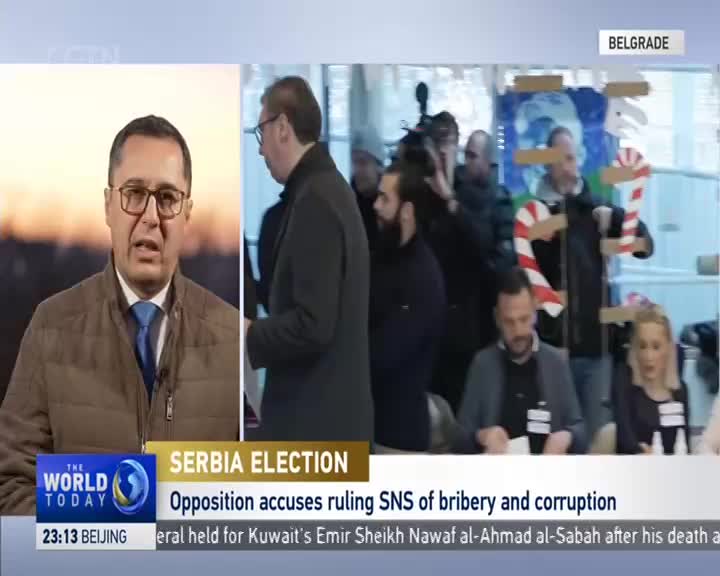 CGTN
BELGRADE
SERBIA ELECTION
Opposition accuses ruling SNS of bribery and corruption
THE
WORLD
TODAY
23:13 BEIJING
eral held for Kuwait's Emir Sheikh Nawaf al-Ahmad al-Sabah after his death a